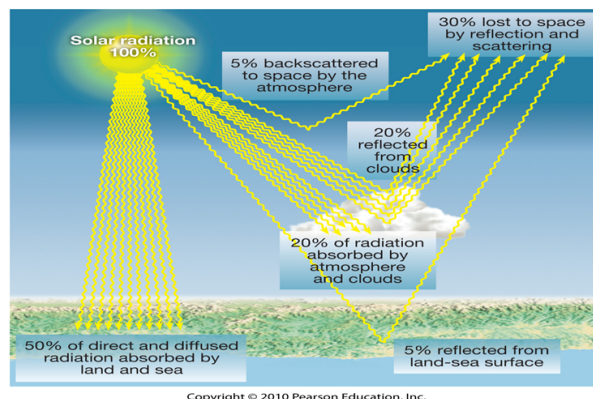 Solar radiation
100%
30% lost to space
by reflection and
scattering
5% backscattered
to space by the
atmosphere
20%
reflected
from
clouds
20% of radiation
absorbed by
atmosphere
and clouds
50% of direct and diffused
radiation absorbed by
land and sea
5% reflected from
land-sea surface
Copyright © 2010 Pearson Education, Inc.